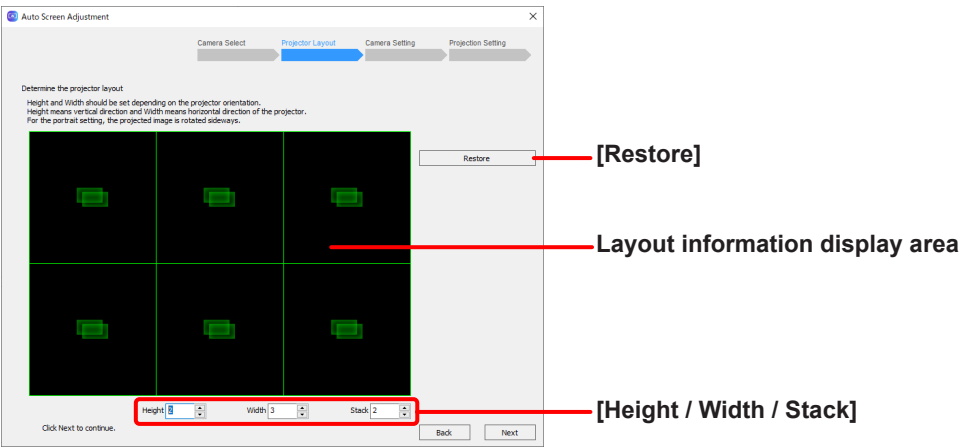 Auto Screen Adjustment
Camera Select Projector Layout Camera Setting Projection Setting
Determine the projector layout
Height and Width should be set depending on the projector orientation.
Height means vertical direction and Width means horizontal direction of the projector.
For the portrait setting, the projected image is rotated sideways.
Restore
[Restore]
Layout information display area
Height 2 Width 3 Stack 2
[Height / Width / Stack]
Click Next to continue.
Back Next